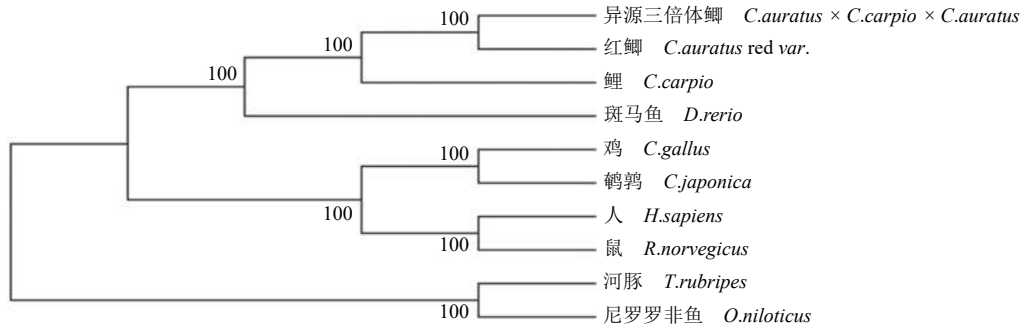 100 异源三倍体鲫 C.auratus × C.carpio × C.auratus
100 红鲫 C.auratus red var.
100 鲤 C.carpio
斑马鱼 D.rerio
100 鸡 C.gallus
鹌鹑 C.japonica
100 人 H.sapiens
100 鼠 R.norvegicus
河豚 T.rubripes
100 尼罗罗非鱼 O.niloticus